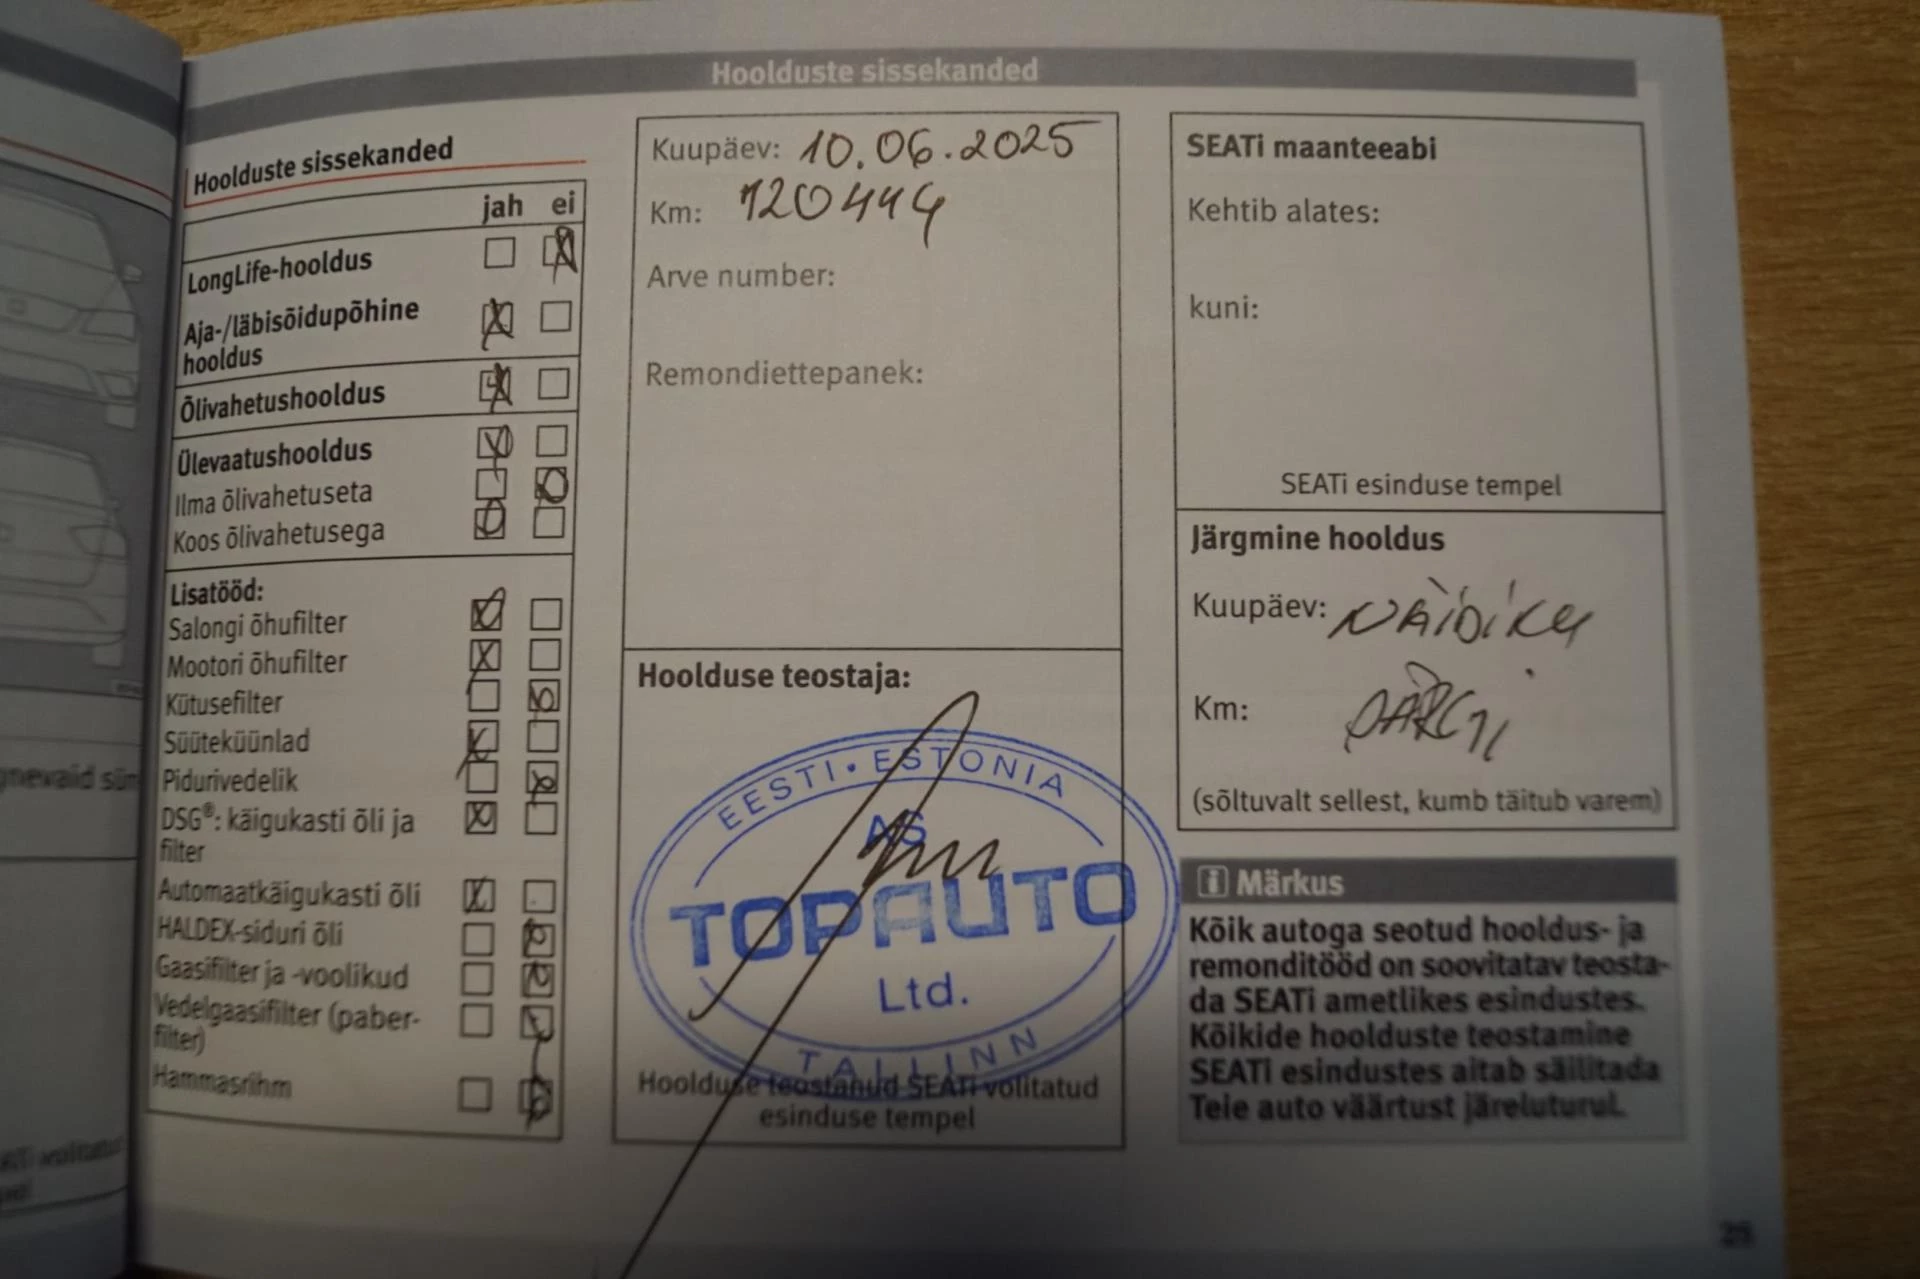 Hoolduste sissekanded
Hoolduste sissekanded
jah ei
LongLife-hooldus
Aja-/läbisõidupõhine
hooldus
Õlivahetushooldus
Ülevaatushooldus
Ilma õlivahetuseta
Koos õlivahetusega
Lisatööd:
Salongi õhufilter
Mootori õhufilter
Kütusefilter
Süüteküünlad
Pidurivedelik
DSG®: käigukasti õli ja
filter
Automaatkäigukasti õli
HALDEX-siduri õli
Gaasifilter ja -voolikud
Vedelgaasifilter (paber-
filter)
Hammasrihm
Kuupäev: 10.06.2025
Km: 120444
Arve number:
Remondiettepanek:
Hoolduse teostaja:
EESTI • ESTONIA
AS
TOPAUTO
Ltd.
TALLINN
Hoolduse teostanud SEATi volitatud
esinduse tempel
SEATi maanteeabi
Kehtib alates:
kuni:
SEATi esinduse tempel
Järgmine hooldus
Kuupäev: NÄIDIKU
Km: JÄRGI
(sõltuvalt sellest, kumb täitub varem)
Märkus
Kõik autoga seotud hooldus- ja
remonditööd on soovitatav teosta-
da SEATi ametlikes esindustes.
Kõikide hoolduste teostamine
SEATi esindustes aitab säilitada
Teie auto väärtust järelturul.
25